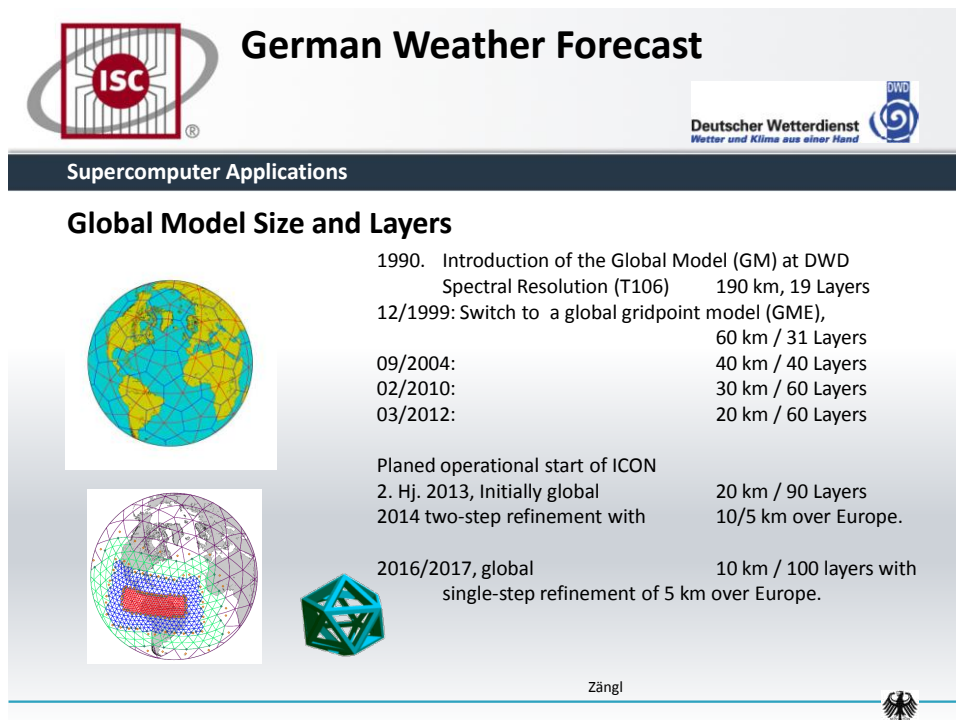 German Weather Forecast
ISC
®
DWD
Deutscher Wetterdienst
Wetter und Klima aus einer Hand
Supercomputer Applications
Global Model Size and Layers
1990. Introduction of the Global Model (GM) at DWD
Spectral Resolution (T106) 190 km, 19 Layers
12/1999: Switch to a global gridpoint model (GME),
60 km / 31 Layers
09/2004: 40 km / 40 Layers
02/2010: 30 km / 60 Layers
03/2012: 20 km / 60 Layers
Planed operational start of ICON
2. Hj. 2013, Initially global 20 km / 90 Layers
2014 two-step refinement with 10/5 km over Europe.
2016/2017, global 10 km / 100 layers with
single-step refinement of 5 km over Europe.
Zängl